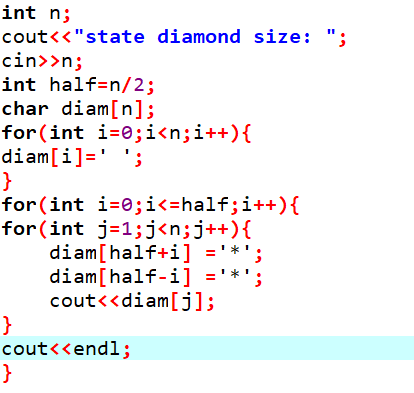 int n;
cout<<"state diamond size: ";
cin>>n;
int half=n/2;
char diam[n];
for(int i=0;i<n;i++){
diam[i]=' ';
}
for(int i=0;i<=half;i++){
for(int j=1;j<n;j++){
    diam[half+i] ='*';
    diam[half-i] ='*';
    cout<<diam[j];
}
cout<<endl;
}